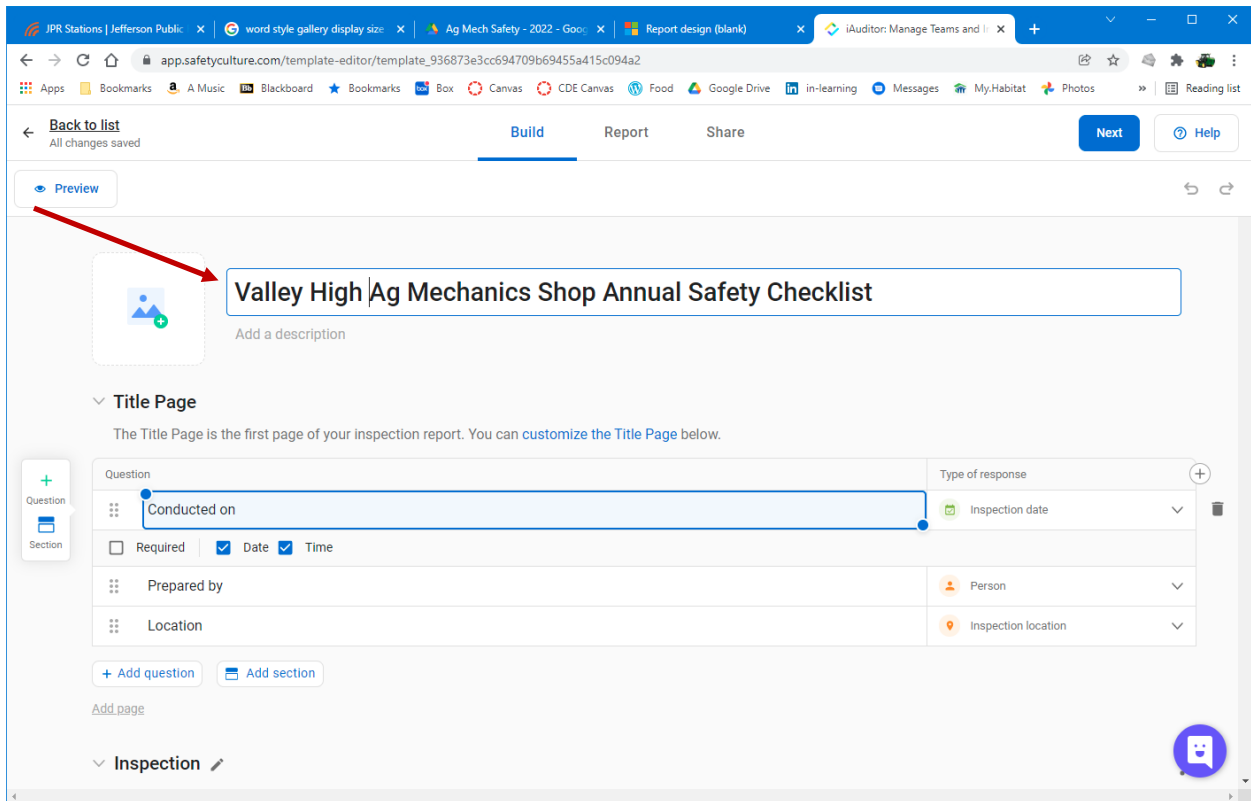 JPR Stations | Jefferson Public word style gallery display size Ag Mech Safety - 2022 - Goog Report design (blank) iAuditor: Manage Teams and In
app.safetyculture.com/template-editor/template_936873e3cc694709b69455a415c094a2
Apps Bookmarks A Music Blackboard Bookmarks Box Canvas CDE Canvas Food Google Drive in-learning Messages My.Habitat Photos » Reading list
Back to list
All changes saved
Build Report Share Next Help
Preview
Valley High Ag Mechanics Shop Annual Safety Checklist
Add a description
Title Page
The Title Page is the first page of your inspection report. You can customize the Title Page below.
Question Type of response
Conducted on Inspection date
Required Date Time
Prepared by Person
Location Inspection location
Question
Section
+ Add question Add section
Add page
Inspection